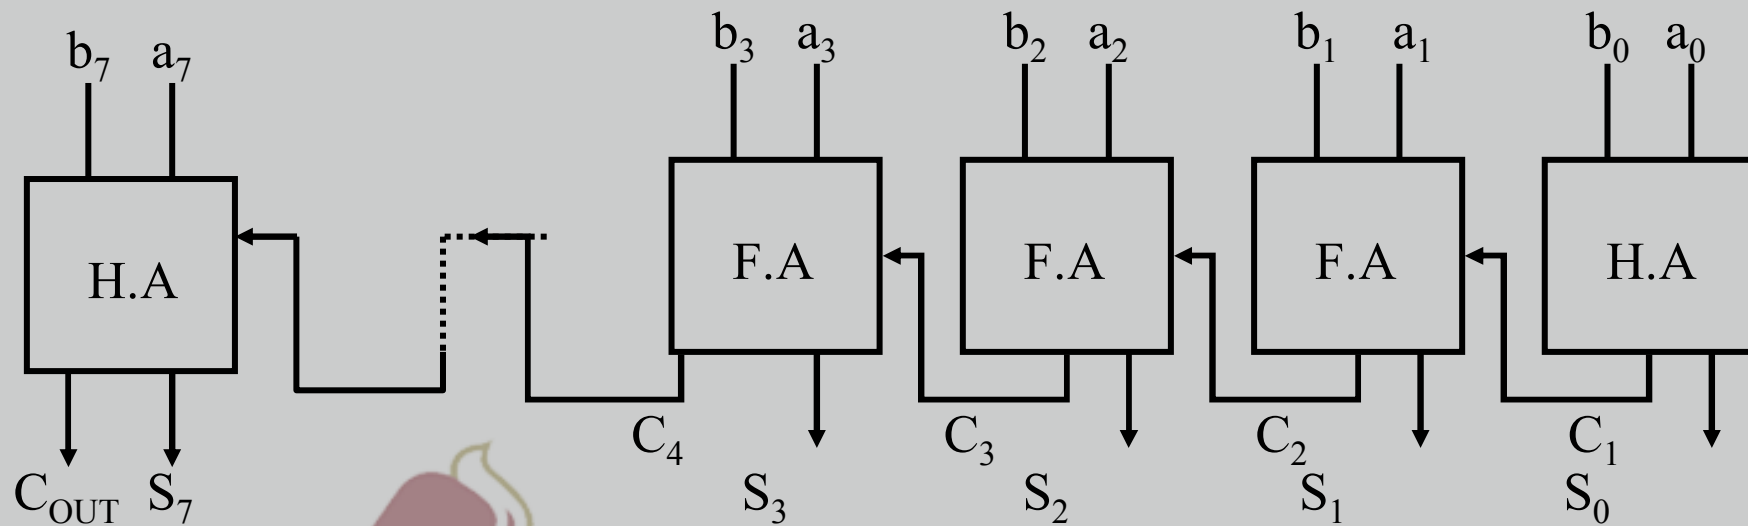 b₇ a₇ b₃ a₃ b₂ a₂ b₁ a₁ b₀ a₀
H.A F.A F.A F.A H.A
C₄ C₃ C₂ C₁
C_OUT S₇ S₃ S₂ S₁ S₀